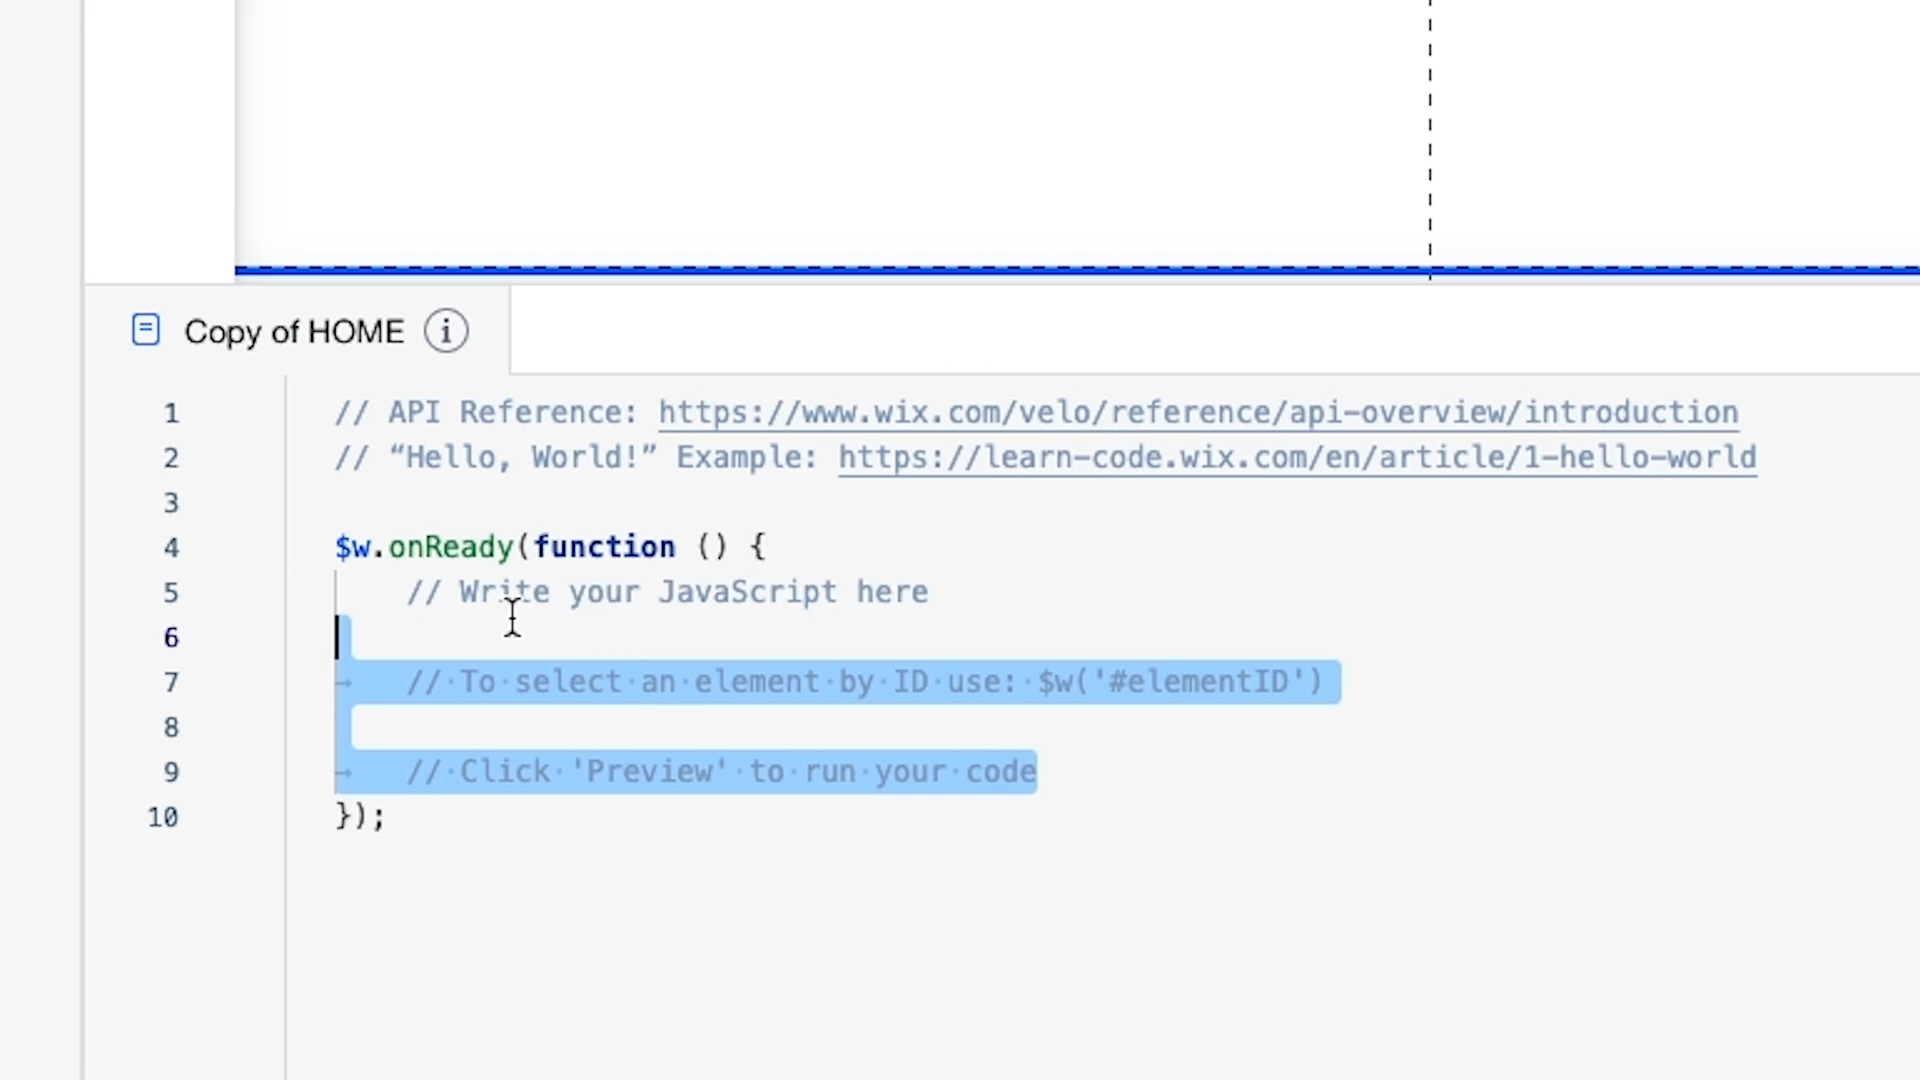 Copy of HOME
1 // API Reference: https://www.wix.com/velo/reference/api-overview/introduction
2 // “Hello, World!” Example: https://learn-code.wix.com/en/article/1-hello-world
3
4 $w.onReady(function () {
5 // Write your JavaScript here
6
7 // To select an element by ID use: $w('#elementID')
8
9 // Click 'Preview' to run your code
10 });